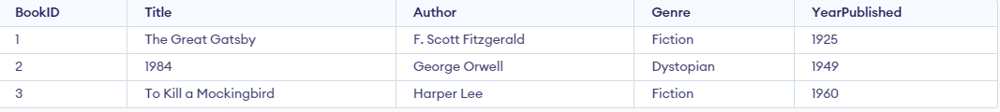 BookID Title Author Genre YearPublished
1 The Great Gatsby F. Scott Fitzgerald Fiction 1925
2 1984 George Orwell Dystopian 1949
3 To Kill a Mockingbird Harper Lee Fiction 1960